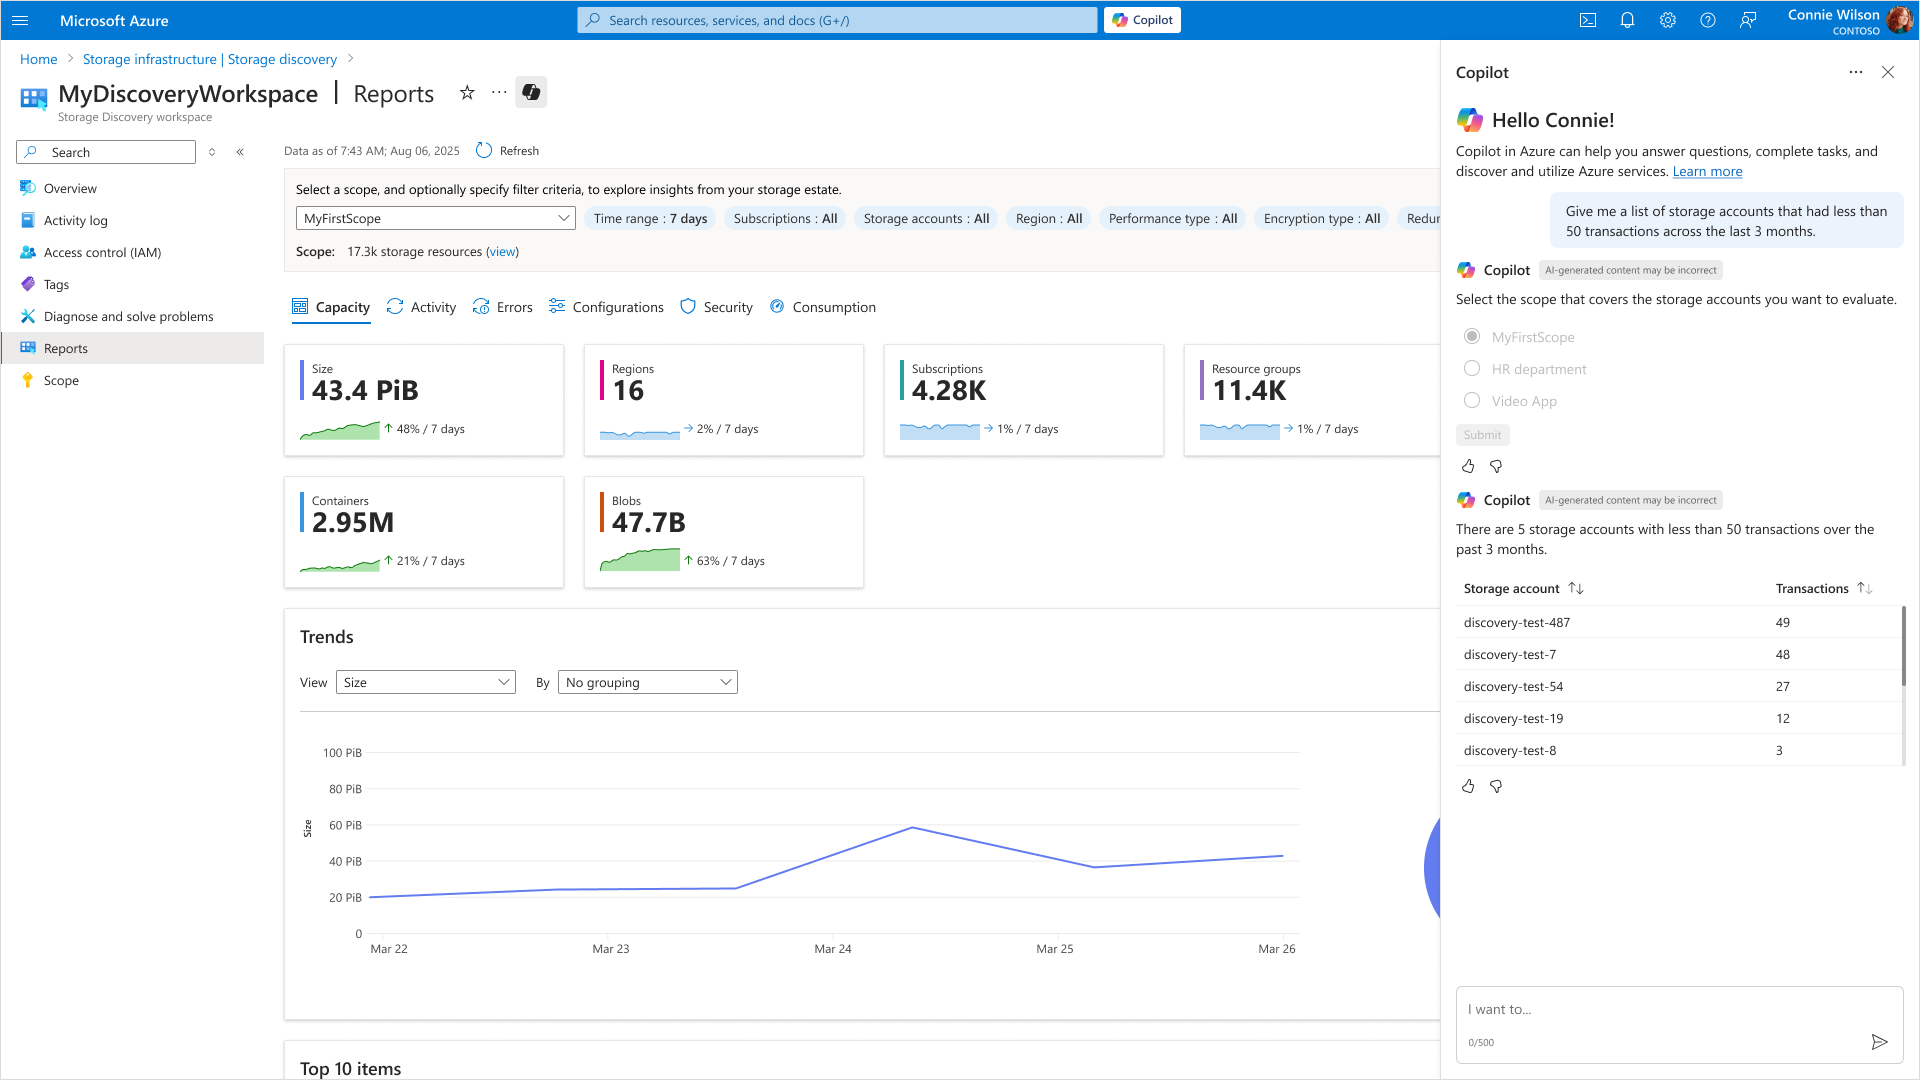 Microsoft Azure
Search resources, services, and docs (G+/)
Copilot
Connie Wilson
CONTOSO
Home
Storage infrastructure | Storage discovery
MyDiscoveryWorkspace | Reports
Storage Discovery workspace
Search
Overview
Activity log
Access control (IAM)
Tags
Diagnose and solve problems
Reports
Scope
Data as of 7:43 AM; Aug 06, 2025
Refresh
Select a scope, and optionally specify filter criteria, to explore insights from your storage estate.
MyFirstScope
Time range : 7 days
Subscriptions : All
Storage accounts : All
Region : All
Performance type : All
Encryption type : All
Redun
Scope: 17.3k storage resources (view)
Capacity
Activity
Errors
Configurations
Security
Consumption
Size
43.4 PiB
48% / 7 days
Regions
16
2% / 7 days
Subscriptions
4.28K
1% / 7 days
Resource groups
11.4K
1% / 7 days
Containers
2.95M
21% / 7 days
Blobs
47.7B
63% / 7 days
Trends
View
Size
By
No grouping
Size
100 PiB
80 PiB
60 PiB
40 PiB
20 PiB
0
Mar 22
Mar 23
Mar 24
Mar 25
Mar 26
Top 10 items
Copilot
Hello Connie!
Copilot in Azure can help you answer questions, complete tasks, and
discover and utilize Azure services. Learn more
Give me a list of storage accounts that had less than
50 transactions across the last 3 months.
Copilot
AI-generated content may be incorrect
Select the scope that covers the storage accounts you want to evaluate.
MyFirstScope
HR department
Video App
Submit
Copilot
AI-generated content may be incorrect
There are 5 storage accounts with less than 50 transactions over the
past 3 months.
Storage account
Transactions
discovery-test-487
49
discovery-test-7
48
discovery-test-54
27
discovery-test-19
12
discovery-test-8
3
I want to...
0/500